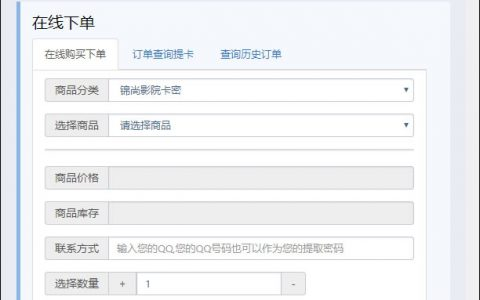 在线下单
在线购买下单 订单查询提卡 查询历史订单
商品分类 锦尚影院卡密
选择商品 请选择商品
商品价格
商品库存
联系方式 输入您的QQ,您的QQ号码也可以作为您的提取密码
选择数量 + 1 -